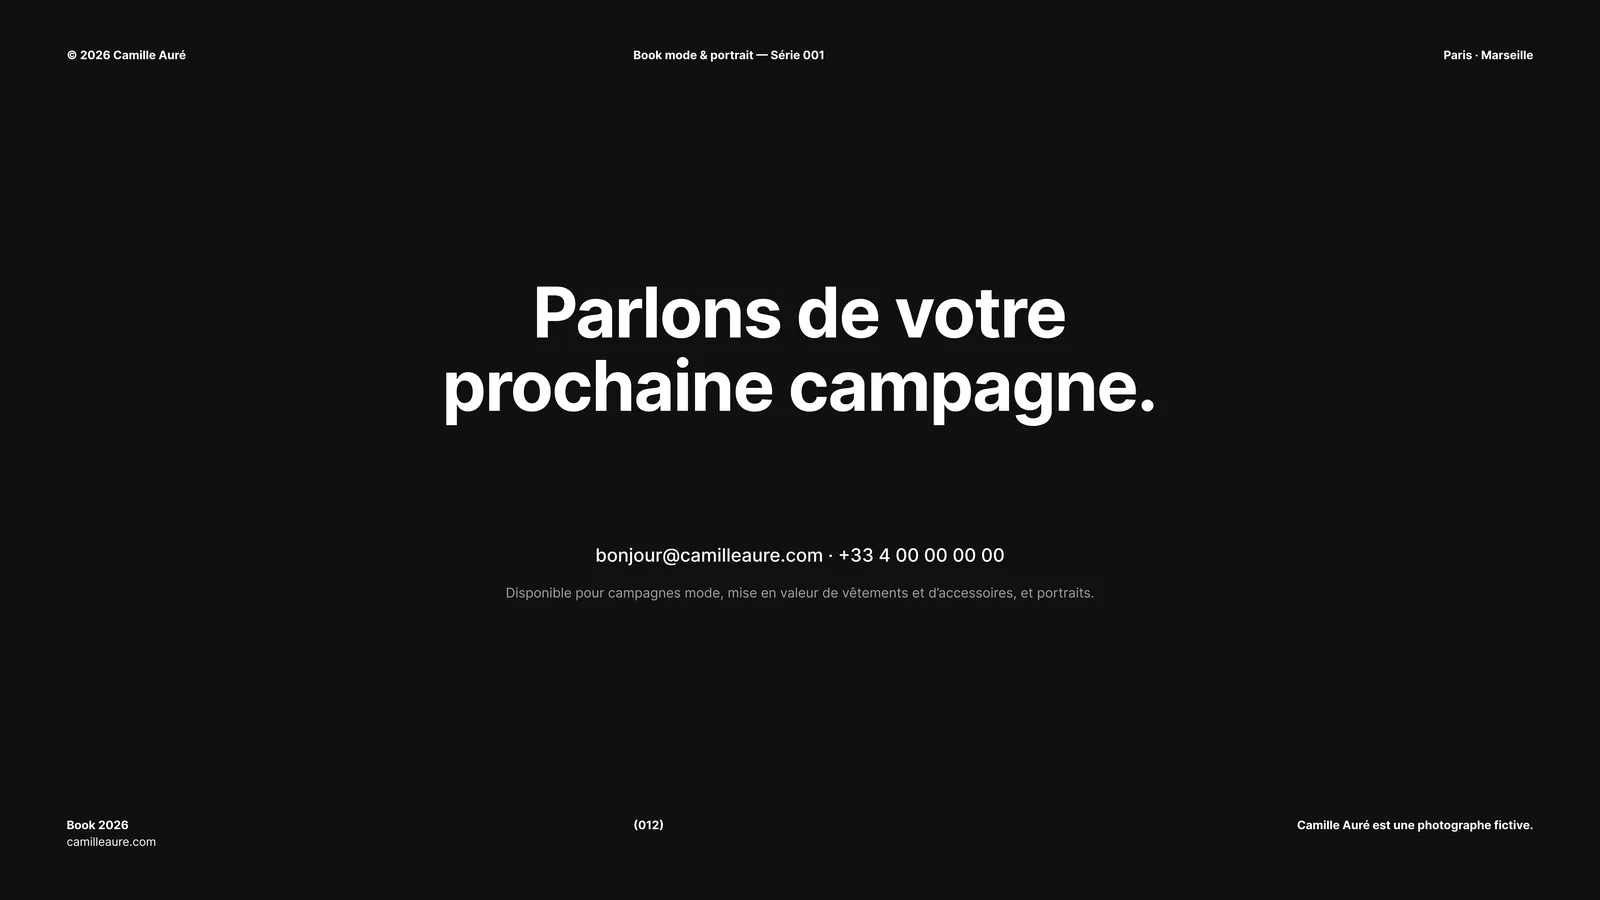 © 2026 Camille Auré
Book mode & portrait — Série 001
Paris · Marseille
Parlons de votre
prochaine campagne.
bonjour@camilleaure.com · +33 4 00 00 00 00
Disponible pour campagnes mode, mise en valeur de vêtements et d’accessoires, et portraits.
Book 2026
camilleaure.com
(012)
Camille Auré est une photographe fictive.